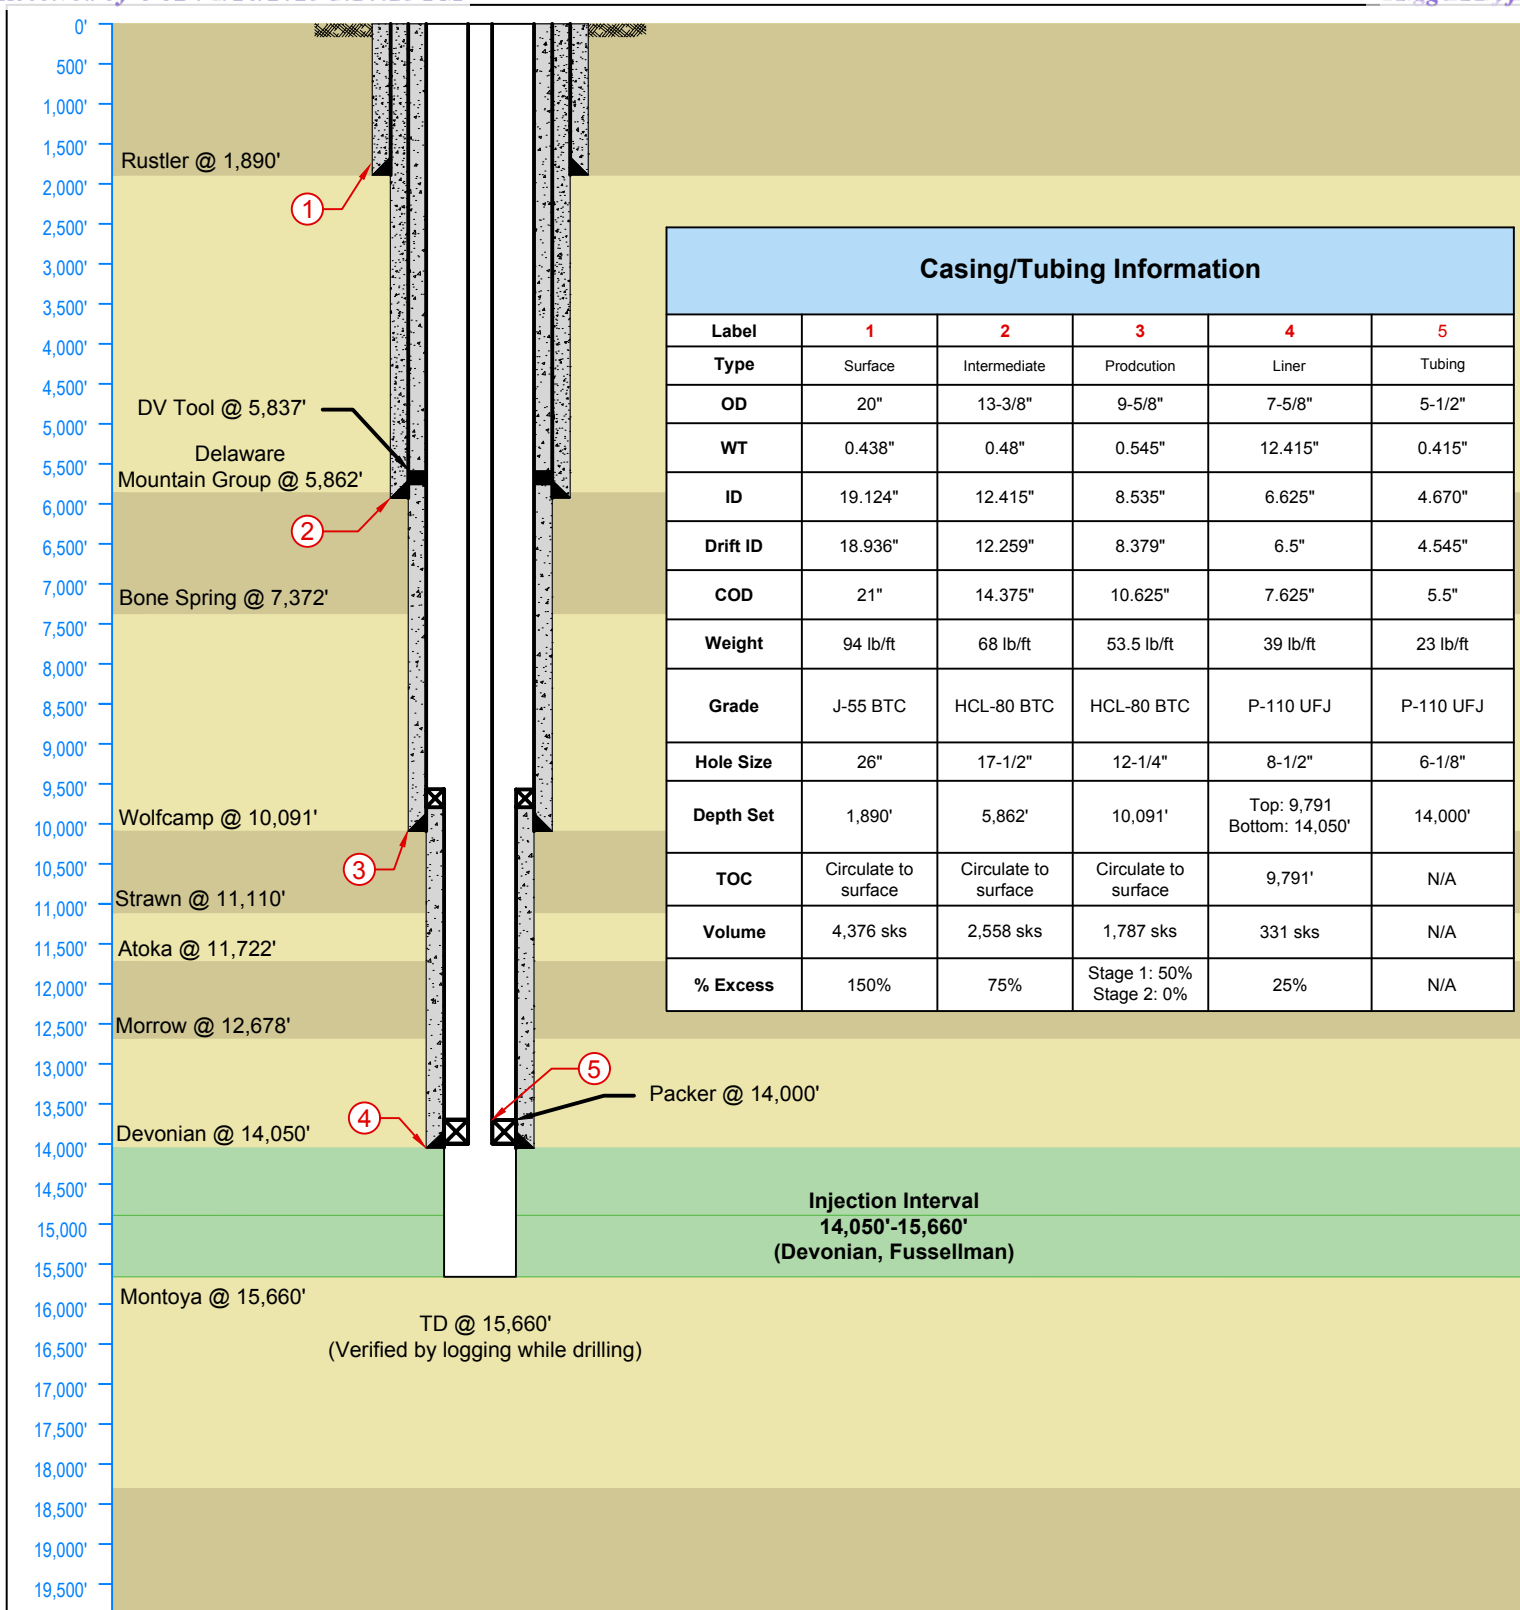 0'
500'
1,000'
1,500'
2,000'
2,500'
3,000'
3,500'
4,000'
4,500'
5,000'
5,500'
6,000'
6,500'
7,000'
7,500'
8,000'
8,500'
9,000'
9,500'
10,000'
10,500'
11,000'
11,500'
12,000'
12,500'
13,000'
13,500'
14,000'
14,500'
15,000
15,500'
16,000'
16,500'
17,000'
17,500'
18,000'
18,500'
19,000'
19,500'
Rustler @ 1,890'
1
DV Tool @ 5,837'
Delaware
Mountain Group @ 5,862'
2
Bone Spring @ 7,372'
Wolfcamp @ 10,091'
3
Strawn @ 11,110'
Atoka @ 11,722'
Morrow @ 12,678'
5
Packer @ 14,000'
4
Devonian @ 14,050'
Injection Interval
14,050'-15,660'
(Devonian, Fussellman)
Montoya @ 15,660'
TD @ 15,660'
(Verified by logging while drilling)
Casing/Tubing Information
Label 1 2 3 4 5
Type Surface Intermediate Prodcution Liner Tubing
OD 20" 13-3/8" 9-5/8" 7-5/8" 5-1/2"
WT 0.438" 0.48" 0.545" 12.415" 0.415"
ID 19.124" 12.415" 8.535" 6.625" 4.670"
Drift ID 18.936" 12.259" 8.379" 6.5" 4.545"
COD 21" 14.375" 10.625" 7.625" 5.5"
Weight 94 lb/ft 68 lb/ft 53.5 lb/ft 39 lb/ft 23 lb/ft
Grade J-55 BTC HCL-80 BTC HCL-80 BTC P-110 UFJ P-110 UFJ
Hole Size 26" 17-1/2" 12-1/4" 8-1/2" 6-1/8"
Depth Set 1,890' 5,862' 10,091' Top: 9,791 Bottom: 14,050' 14,000'
TOC Circulate to surface Circulate to surface Circulate to surface 9,791' N/A
Volume 4,376 sks 2,558 sks 1,787 sks 331 sks N/A
% Excess 150% 75% Stage 1: 50% Stage 2: 0% 25% N/A